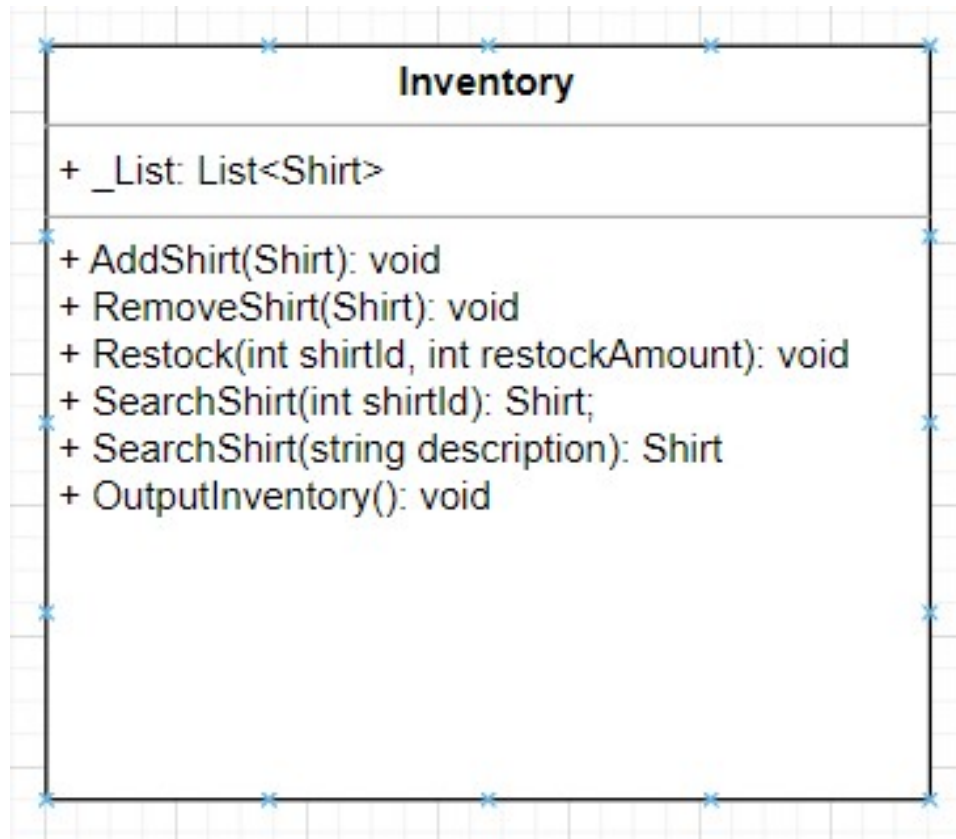 Inventory
+ _List: List<Shirt>
+ AddShirt(Shirt): void
+ RemoveShirt(Shirt): void
+ Restock(int shirtId, int restockAmount): void
+ SearchShirt(int shirtId): Shirt;
+ SearchShirt(string description): Shirt
+ OutputInventory(): void